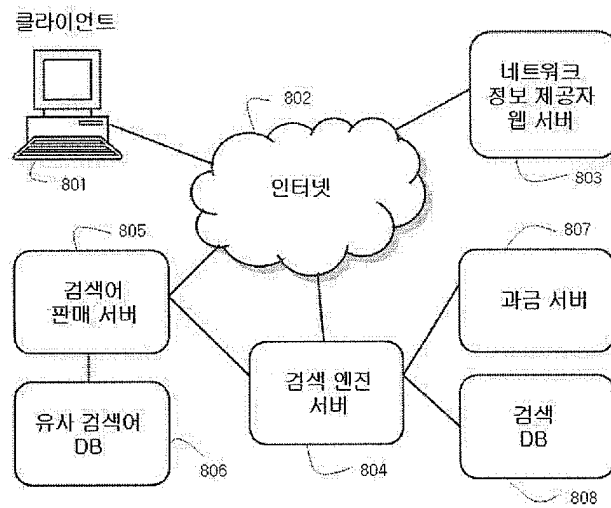 클라이언트
801
802
인터넷
네트워크
정보 제공자
웹 서버
803
805
검색어
판매 서버
807
과금 서버
검색 엔진
서버
804
유사 검색어
DB
806
검색
DB
808